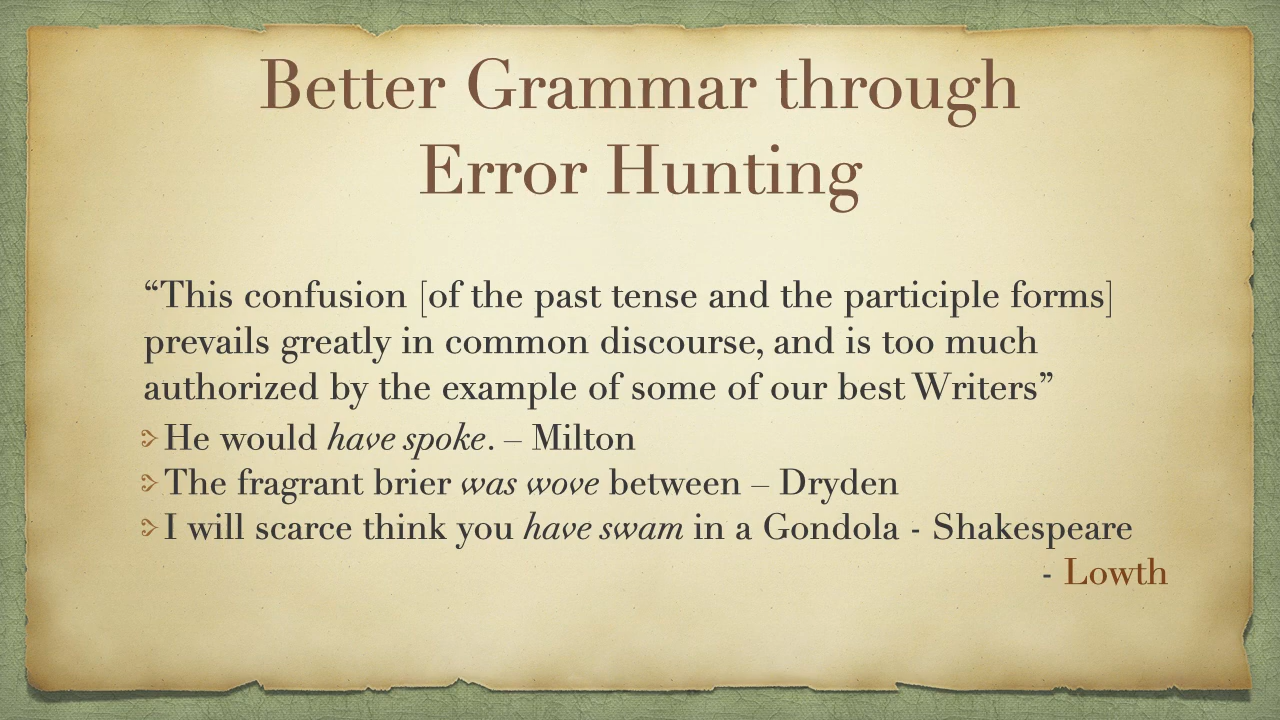 Better Grammar through
Error Hunting
“This confusion [of the past tense and the participle forms]
prevails greatly in common discourse, and is too much
authorized by the example of some of our best Writers”
He would have spoke. – Milton
The fragrant brier was wove between – Dryden
I will scarce think you have swam in a Gondola - Shakespeare
- Lowth